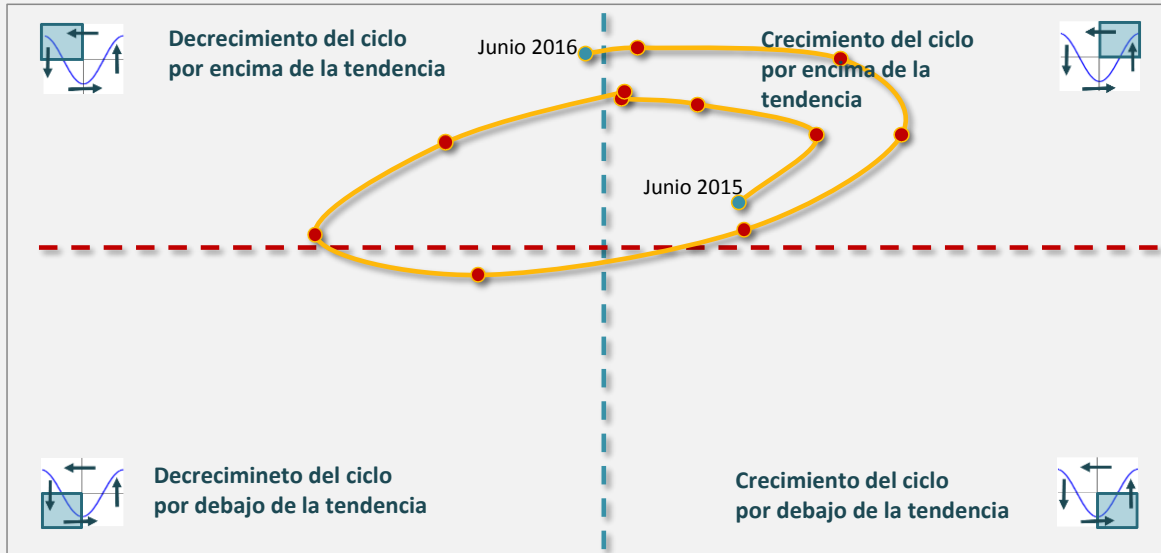 Decrecimiento del ciclo
por encima de la tendencia
Junio 2016
Crecimiento del ciclo
por encima de la
tendencia
Junio 2015
Decrecimineto del ciclo
por debajo de la tendencia
Crecimiento del ciclo
por debajo de la tendencia